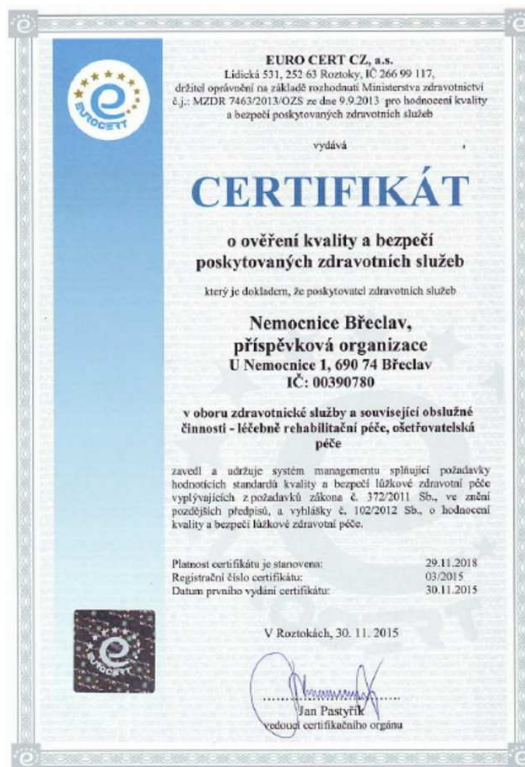 EUROCERT
EURO CERT CZ, a.s.
Lidická 531, 252 63 Roztoky, IČ 266 99 117,
držitel oprávnění na základě rozhodnutí Ministerstva zdravotnictví
č.j.: MZDR 7463/2013/OZS ze dne 9.9.2013 pro hodnocení kvality
a bezpečí poskytovaných zdravotních služeb
vydává
CERTIFIKÁT
o ověření kvality a bezpečí
poskytovaných zdravotních služeb
který je dokladem, že poskytovatel zdravotních služeb
Nemocnice Břeclav,
příspěvková organizace
U Nemocnice 1, 690 74 Břeclav
IČ: 00390780
v oboru zdravotnické služby a související obslužné
činnosti - léčebně rehabilitační péče, ošetřovatelská
péče
zavedl a udržuje systém managementu splňující požadavky
hodnotících standardů kvality a bezpečí lůžkové zdravotní péče
vyplývajících z požadavků zákona č. 372/2011 Sb., ve znění
pozdějších předpisů, a vyhlášky č. 102/2012 Sb., o hodnocení
kvality a bezpečí lůžkové zdravotní péče.
Platnost certifikátu je stanovena: 29.11.2018
Registrační číslo certifikátu: 03/2015
Datum prvního vydání certifikátu: 30.11.2015
V Roztokách, 30. 11. 2015
EUROCERT
Jan Pastyřík
vedoucí certifikačního orgánu